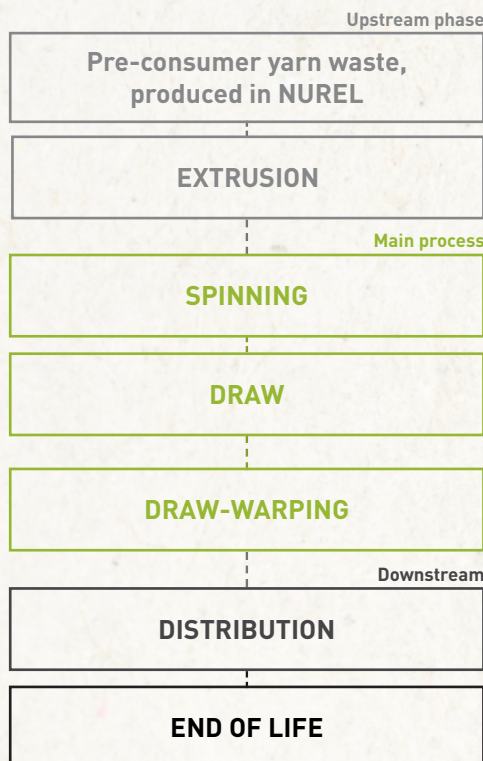 Upstream phase
Pre-consumer yarn waste,
produced in NUREL
EXTRUSION
Main process
SPINNING
DRAW
DRAW-WARPING
Downstream
DISTRIBUTION
END OF LIFE